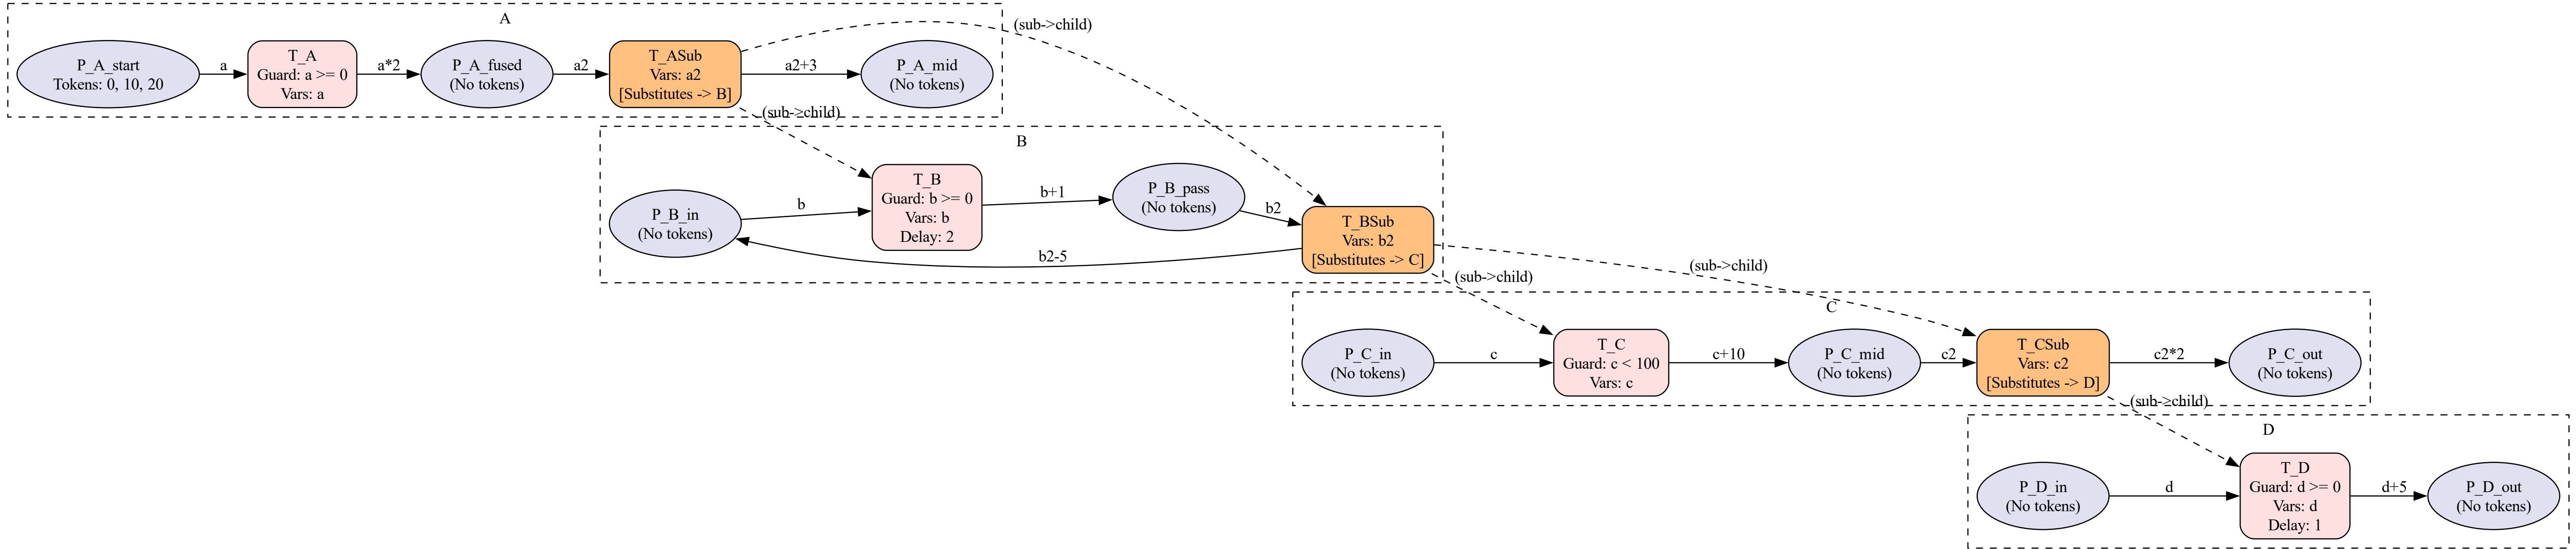 A
P_A_start
Tokens: 0, 10, 20
a
T_A
Guard: a >= 0
Vars: a
a*2
P_A_fused
(No tokens)
a2
T_ASub
Vars: a2
[Substitutes -> B]
a2+3
P_A_mid
(No tokens)
(sub->child)
(sub->child)
B
P_B_in
(No tokens)
b
T_B
Guard: b >= 0
Vars: b
Delay: 2
b+1
P_B_pass
(No tokens)
b2
T_BSub
Vars: b2
[Substitutes -> C]
b2-5
(sub->child)
(sub->child)
C
P_C_in
(No tokens)
c
T_C
Guard: c < 100
Vars: c
c+10
P_C_mid
(No tokens)
c2
T_CSub
Vars: c2
[Substitutes -> D]
c2*2
P_C_out
(No tokens)
(sub->child)
D
P_D_in
(No tokens)
d
T_D
Guard: d >= 0
Vars: d
Delay: 1
d+5
P_D_out
(No tokens)